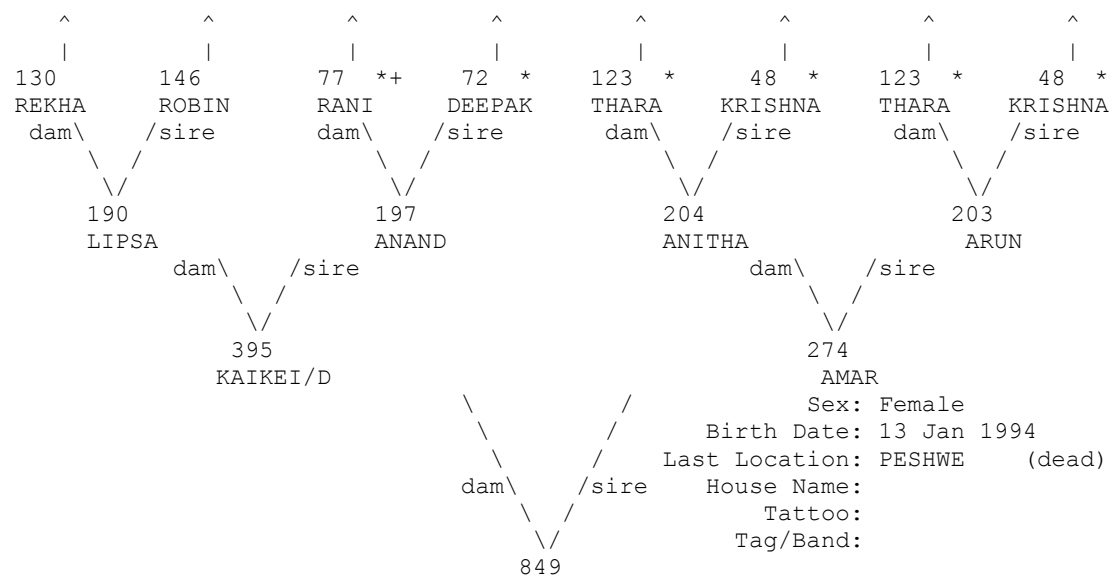 ^ ^ ^ ^ ^ ^ ^ ^
| | | | | | | |
130 146 77 *+ 72 * 123 * 48 * 123 * 48 *
REKHA ROBIN RANI DEEPAK THARA KRISHNA THARA KRISHNA
dam\ /sire dam\ /sire dam\ /sire dam\ /sire
\ / \ / \ / \ /
\/ \/ \/ \/
190 197 204 203
LIPSA ANAND ANITHA ARUN
dam\ /sire dam\ /sire
\ / \ /
\/ \/
395 274
KAIKEI/D AMAR
\ / Sex: Female
\ / Birth Date: 13 Jan 1994
\ / Last Location: PESHWE (dead)
dam\ /sire House Name:
\ / Tattoo:
\/ Tag/Band:
849